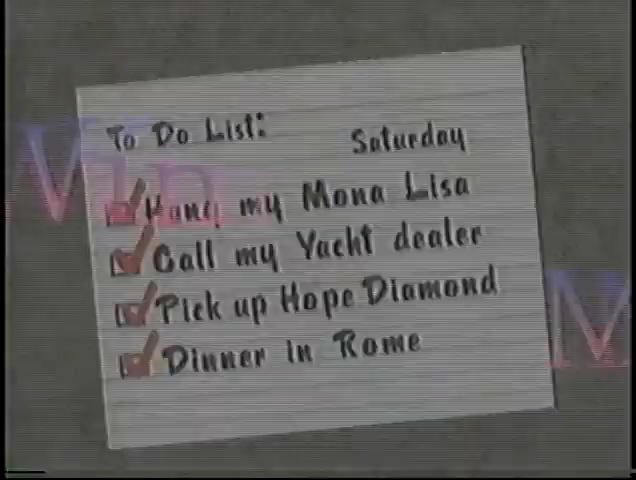 To Do List:
Saturday
Hang my Mona Lisa
Call my Yacht dealer
Pick up Hope Diamond
Dinner in Rome
Win
M